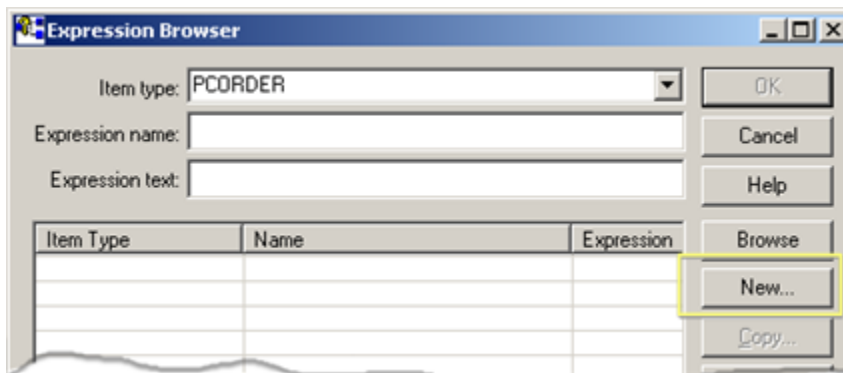 Expression Browser
Item type: PCORDER
OK
Expression name:
Cancel
Expression text:
Help
Item Type Name Expression
Browse
New...
Copy...